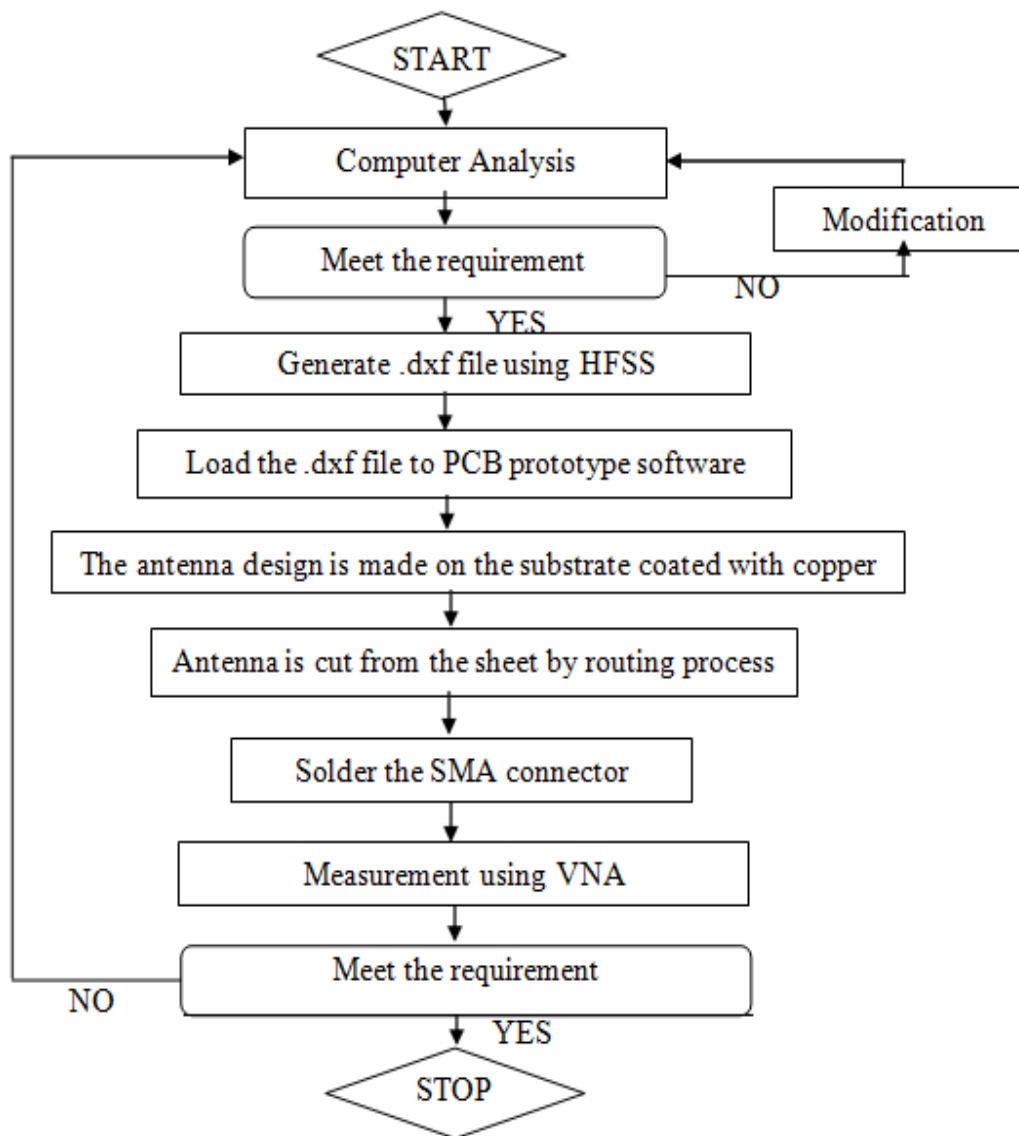 START
Computer Analysis
Modification
Meet the requirement
NO
YES
Generate .dxf file using HFSS
Load the .dxf file to PCB prototype software
The antenna design is made on the substrate coated with copper
Antenna is cut from the sheet by routing process
Solder the SMA connector
Measurement using VNA
Meet the requirement
NO
YES
STOP